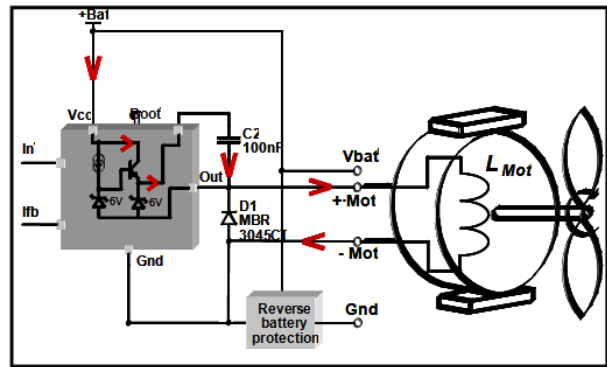 +Bat
Vcc
Boot
C2
100nF
In
Ifb
6V
6V
Out
Gnd
D1
MBR
3045CT
Vbat
+Mot
- Mot
Gnd
Reverse
battery
protection
L Mot